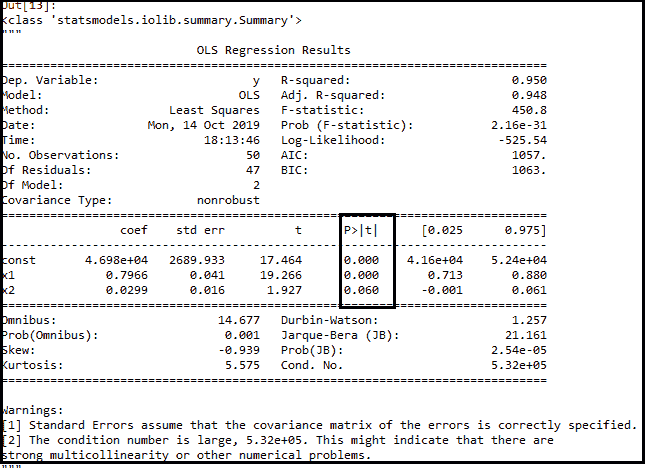 Out[13]:
<class 'statsmodels.iolib.summary.Summary'>
"""
OLS Regression Results
==============================================================================
Dep. Variable: y R-squared: 0.950
Model: OLS Adj. R-squared: 0.948
Method: Least Squares F-statistic: 450.8
Date: Mon, 14 Oct 2019 Prob (F-statistic): 2.16e-31
Time: 18:13:46 Log-Likelihood: -525.54
No. Observations: 50 AIC: 1057.
Df Residuals: 47 BIC: 1063.
Df Model: 2
Covariance Type: nonrobust
==============================================================================
coef std err t P>|t| [0.025 0.975]
------------------------------------------------------------------------------
const 4.698e+04 2689.933 17.464 0.000 4.16e+04 5.24e+04
x1 0.7966 0.041 19.266 0.000 0.713 0.880
x2 0.0299 0.016 1.927 0.060 -0.001 0.061
==============================================================================
Omnibus: 14.677 Durbin-Watson: 1.257
Prob(Omnibus): 0.001 Jarque-Bera (JB): 21.161
Skew: -0.939 Prob(JB): 2.54e-05
Kurtosis: 5.575 Cond. No. 5.32e+05
==============================================================================
Warnings:
[1] Standard Errors assume that the covariance matrix of the errors is correctly specified.
[2] The condition number is large, 5.32e+05. This might indicate that there are
strong multicollinearity or other numerical problems.
"""